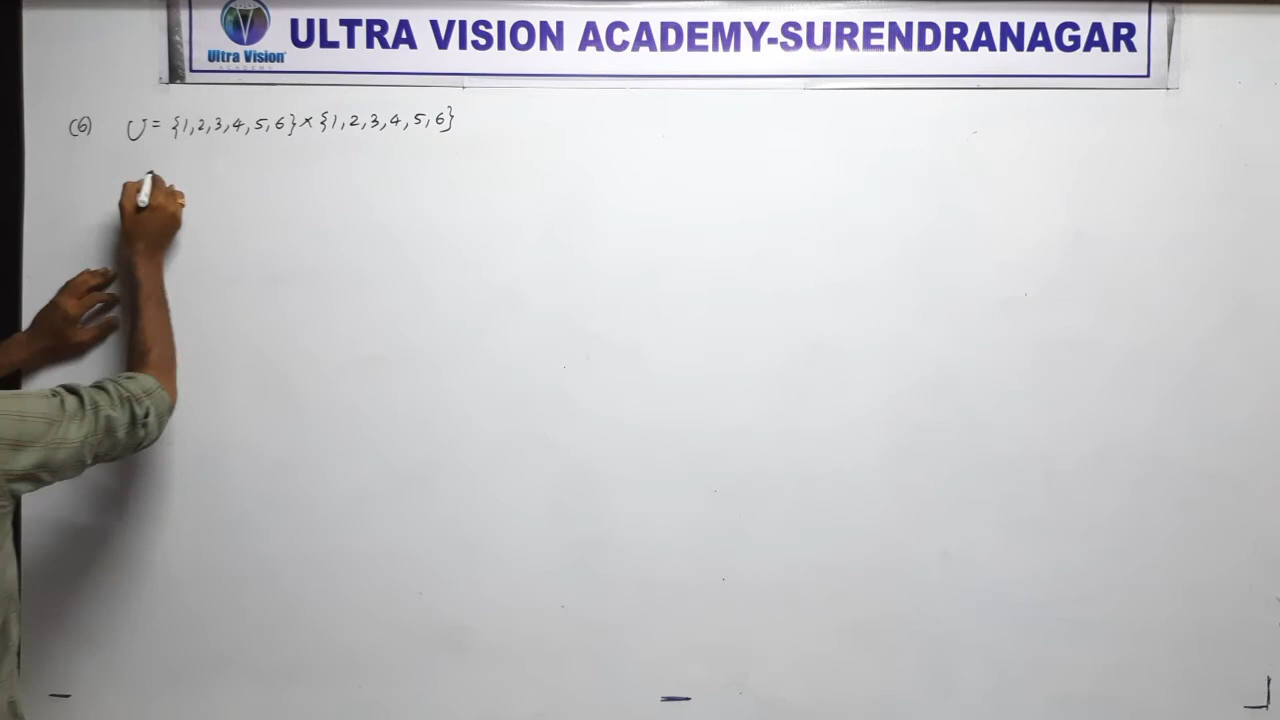 Ultra Vision
ACADEMY
ULTRA VISION ACADEMY-SURENDRANAGAR
(6) U = {1,2,3,4,5,6} × {1,2,3,4,5,6}